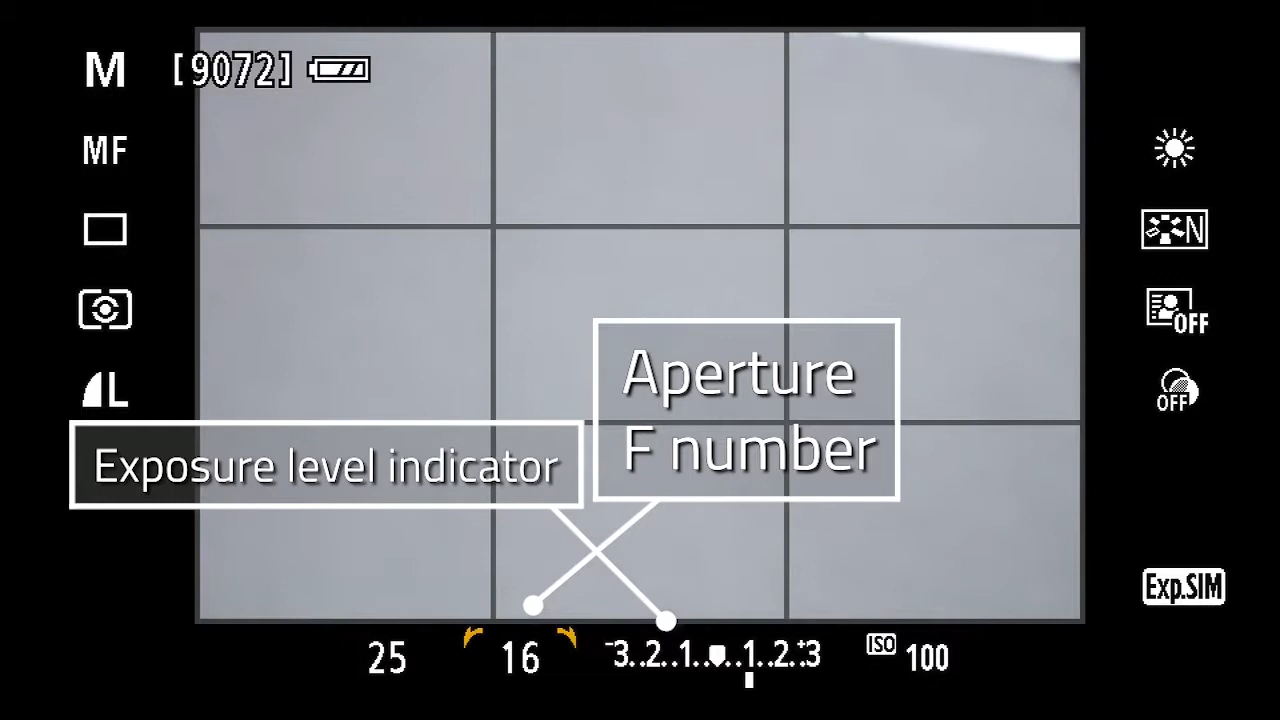 M [9072]
MF
N
OFF
L
OFF
Aperture
F number
Exposure level indicator
Exp.SIM
25 16 -3..2..1..0..1..2.:+3 ISO 100